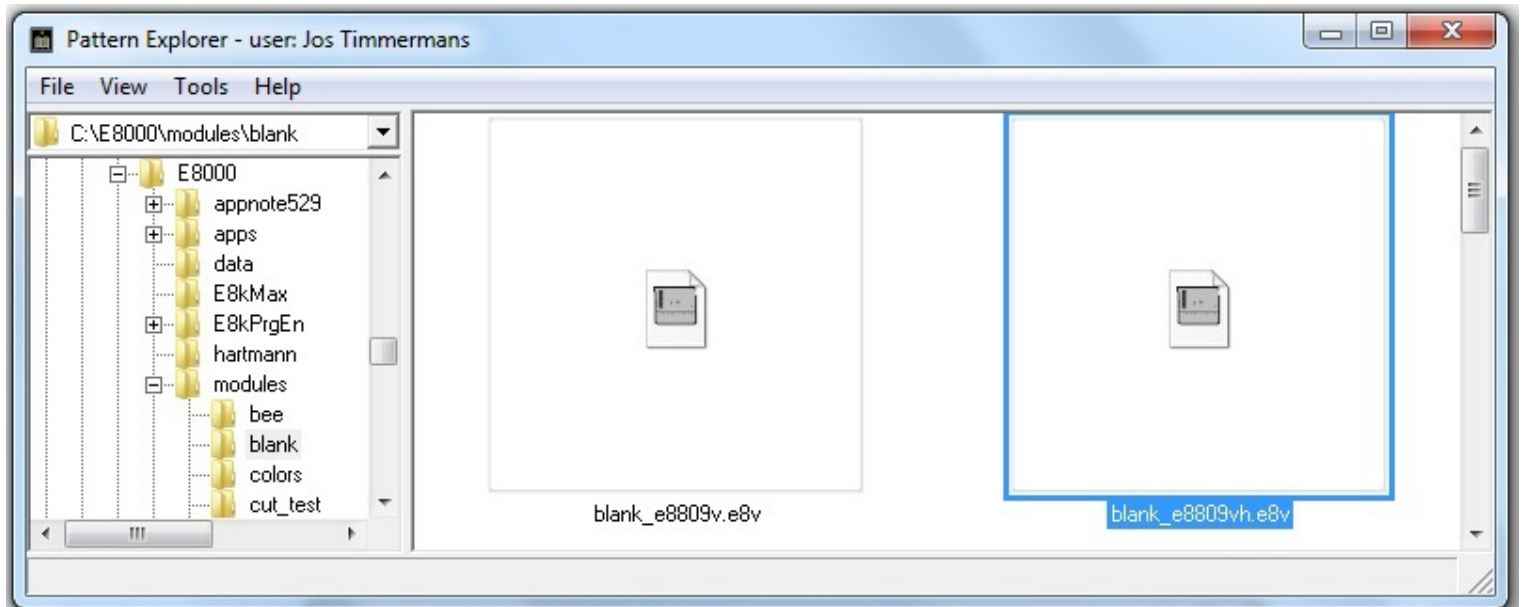 Pattern Explorer - user: Jos Timmermans
File View Tools Help
C:\E8000\modules\blank
E8000
appnote529
apps
data
E8kMax
E8kPrgEn
hartmann
modules
bee
blank
colors
cut_test
blank_e8809v.e8v
blank_e8809vh.e8v